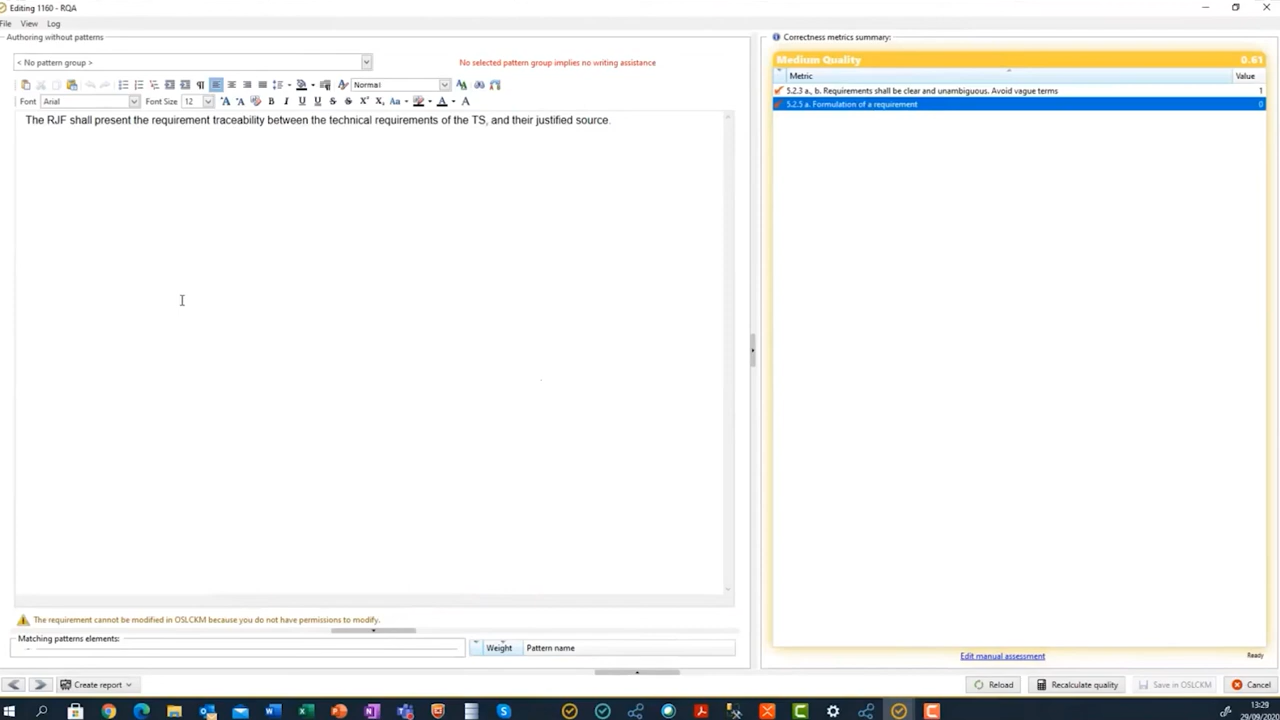 Editing 1160 - RQA
File View Log
Authoring without patterns
< No pattern group >
No selected pattern group implies no writing assistance
Normal
Font Arial Font Size 12
The RJF shall present the requirement traceability between the technical requirements of the TS, and their justified source.
The requirement cannot be modified in OSLCKM because you do not have permissions to modify.
Matching patterns elements:
Weight Pattern name
Create report
Correctness metrics summary:
Medium Quality 0.61
Metric Value
5.2.3 a., b. Requirements shall be clear and unambiguous. Avoid vague terms 1
5.2.5 a. Formulation of a requirement 0
Edit manual assessment
Ready
Reload Recalculate quality Save in OSLCKM Cancel
13:29